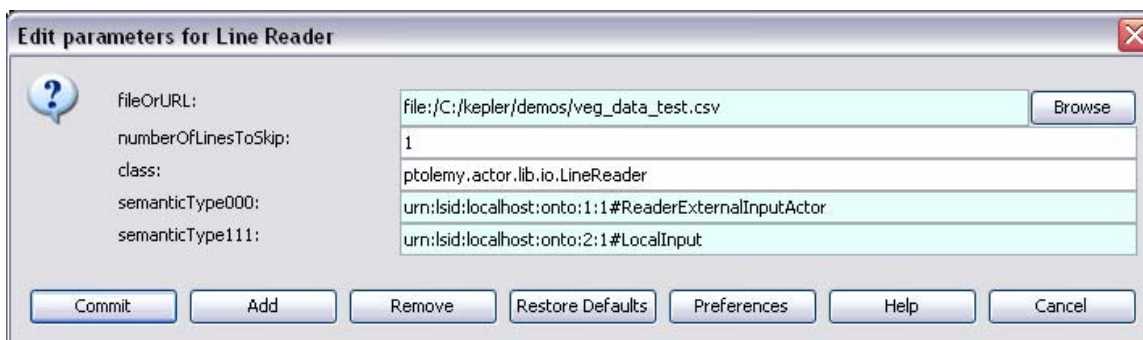 Edit parameters for Line Reader
fileOrURL: file:/C:/kepler/demos/veg_data_test.csv Browse
numberOfLinesToSkip: 1
class: ptolemy.actor.lib.io.LineReader
semanticType000: urn:lsid:localhost:onto:1:1#ReaderExternalInputActor
semanticType111: urn:lsid:localhost:onto:2:1#LocalInput
Commit Add Remove Restore Defaults Preferences Help Cancel